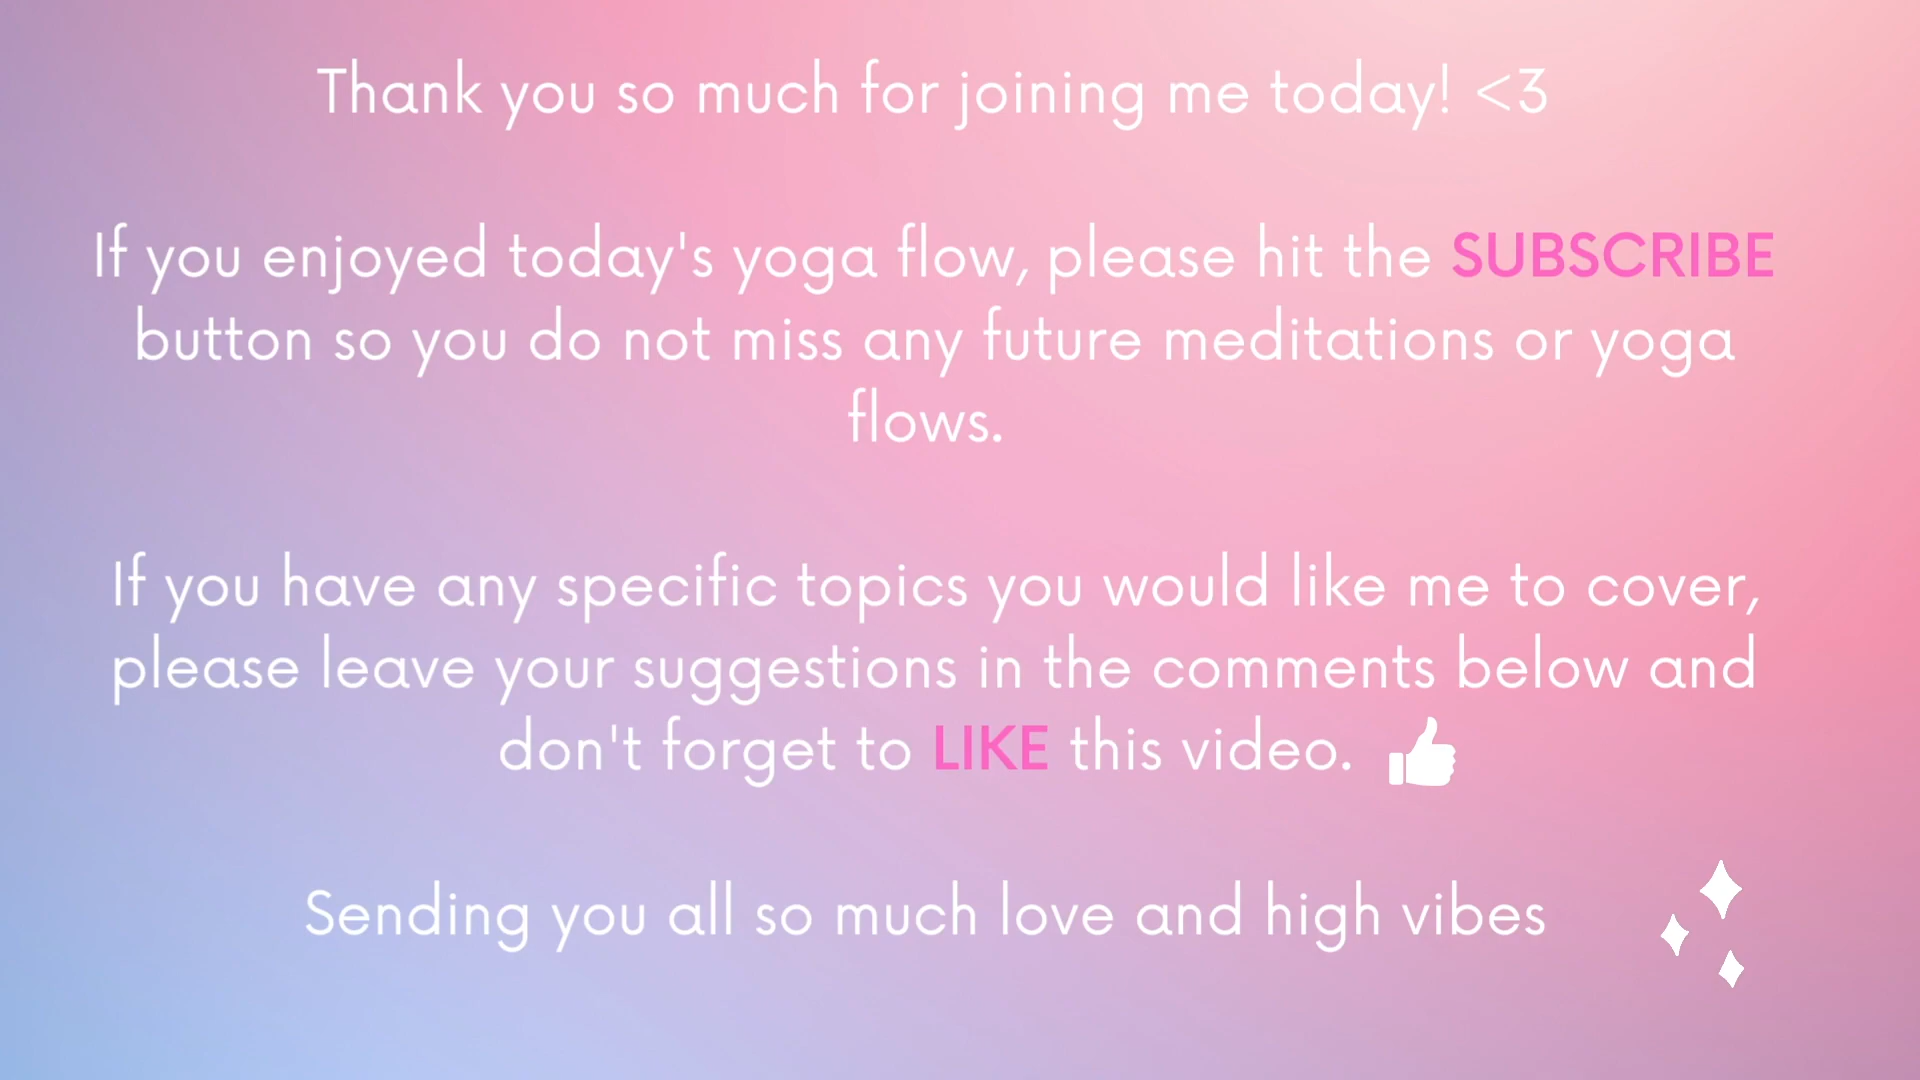 Thank you so much for joining me today! <3
If you enjoyed today's yoga flow, please hit the SUBSCRIBE
button so you do not miss any future meditations or yoga
flows.
If you have any specific topics you would like me to cover,
please leave your suggestions in the comments below and
don't forget to LIKE this video.
Sending you all so much love and high vibes